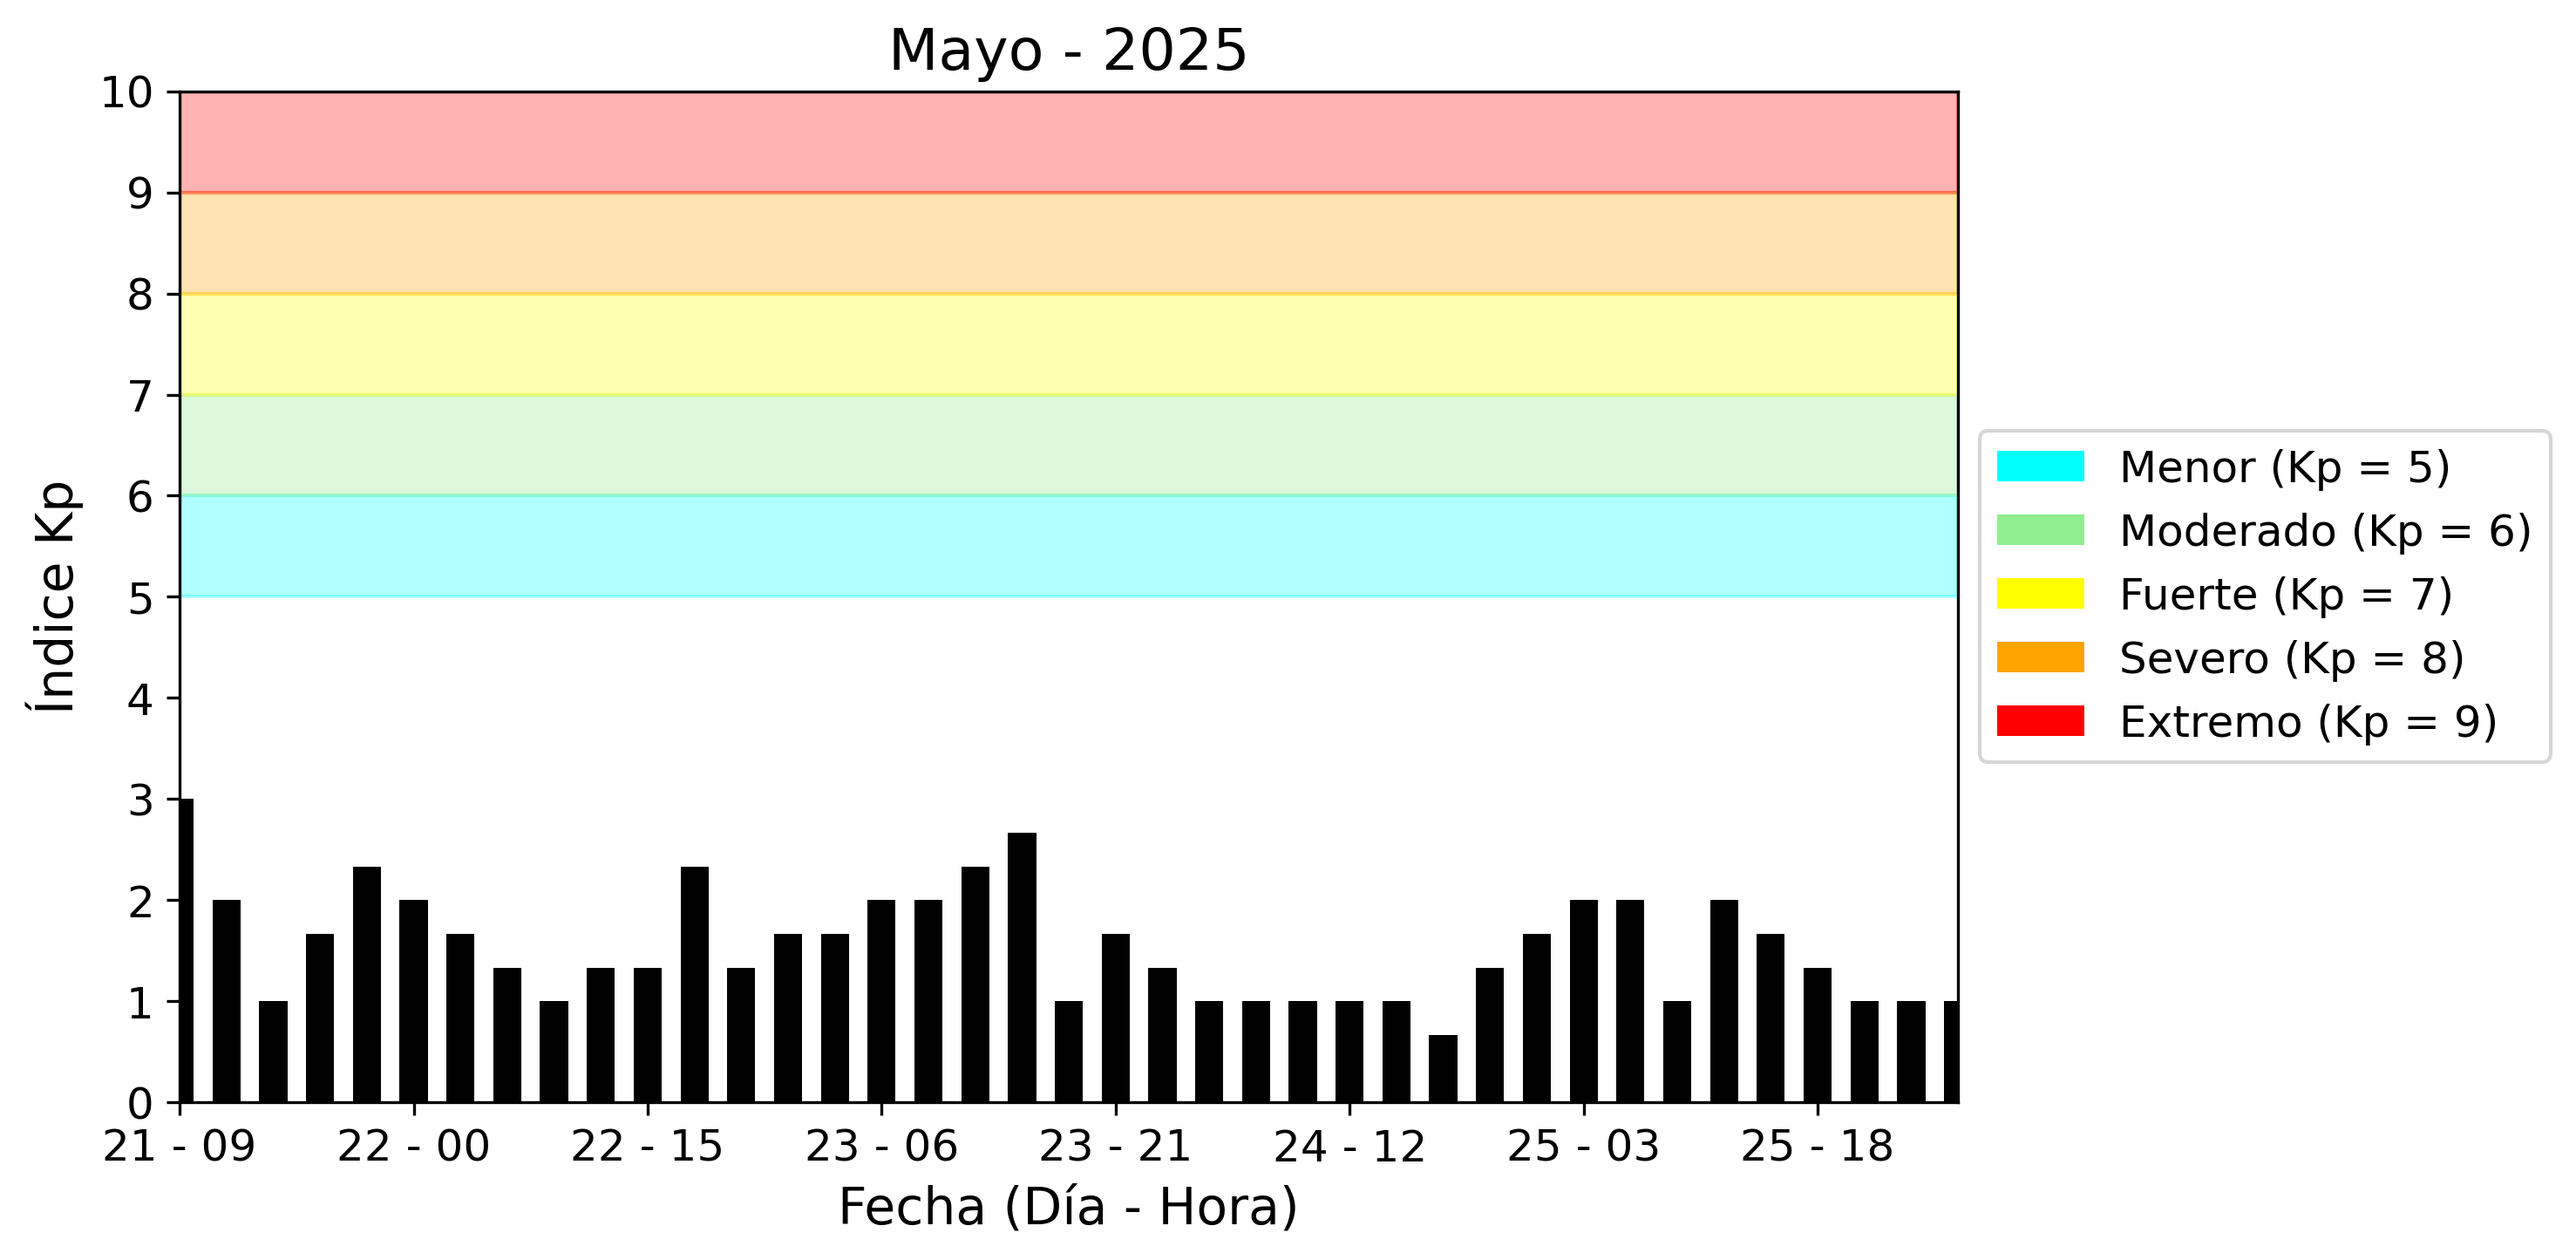 Mayo - 2025
10
9
8
7
6
5
4
3
2
1
0
Índice Kp
21 - 09
22 - 00
22 - 15
23 - 06
23 - 21
24 - 12
25 - 03
25 - 18
Fecha (Día - Hora)
Menor (Kp = 5)
Moderado (Kp = 6)
Fuerte (Kp = 7)
Severo (Kp = 8)
Extremo (Kp = 9)